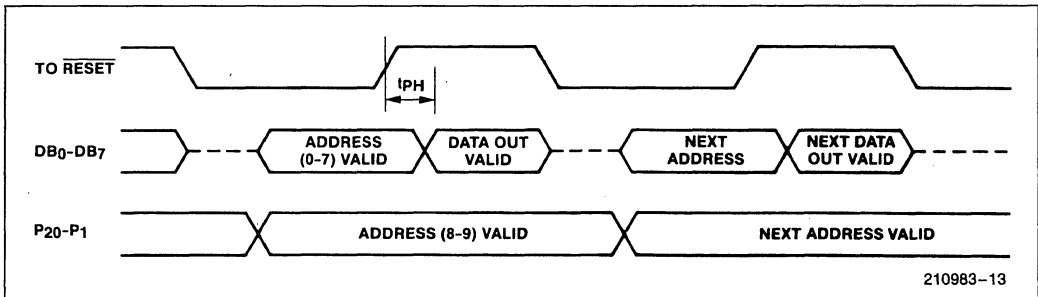 TO RESET
tPH
DB0-DB7
ADDRESS
(0-7) VALID
DATA OUT
VALID
NEXT
ADDRESS
NEXT DATA
OUT VALID
P20-P1
ADDRESS (8-9) VALID
NEXT ADDRESS VALID
210983-13